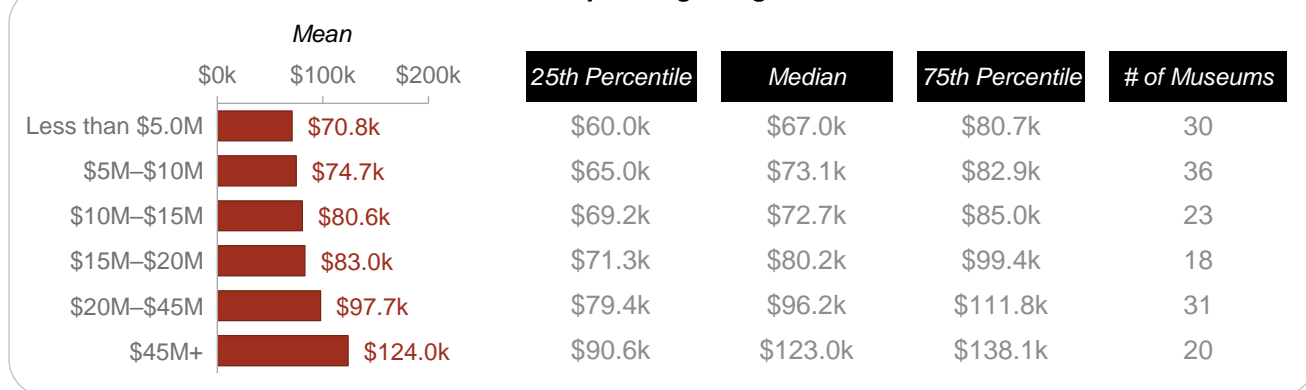 Mean
$0k $100k $200k 25th Percentile Median 75th Percentile # of Museums
Less than $5.0M $70.8k $60.0k $67.0k $80.7k 30
$5M–$10M $74.7k $65.0k $73.1k $82.9k 36
$10M–$15M $80.6k $69.2k $72.7k $85.0k 23
$15M–$20M $83.0k $71.3k $80.2k $99.4k 18
$20M–$45M $97.7k $79.4k $96.2k $111.8k 31
$45M+ $124.0k $90.6k $123.0k $138.1k 20